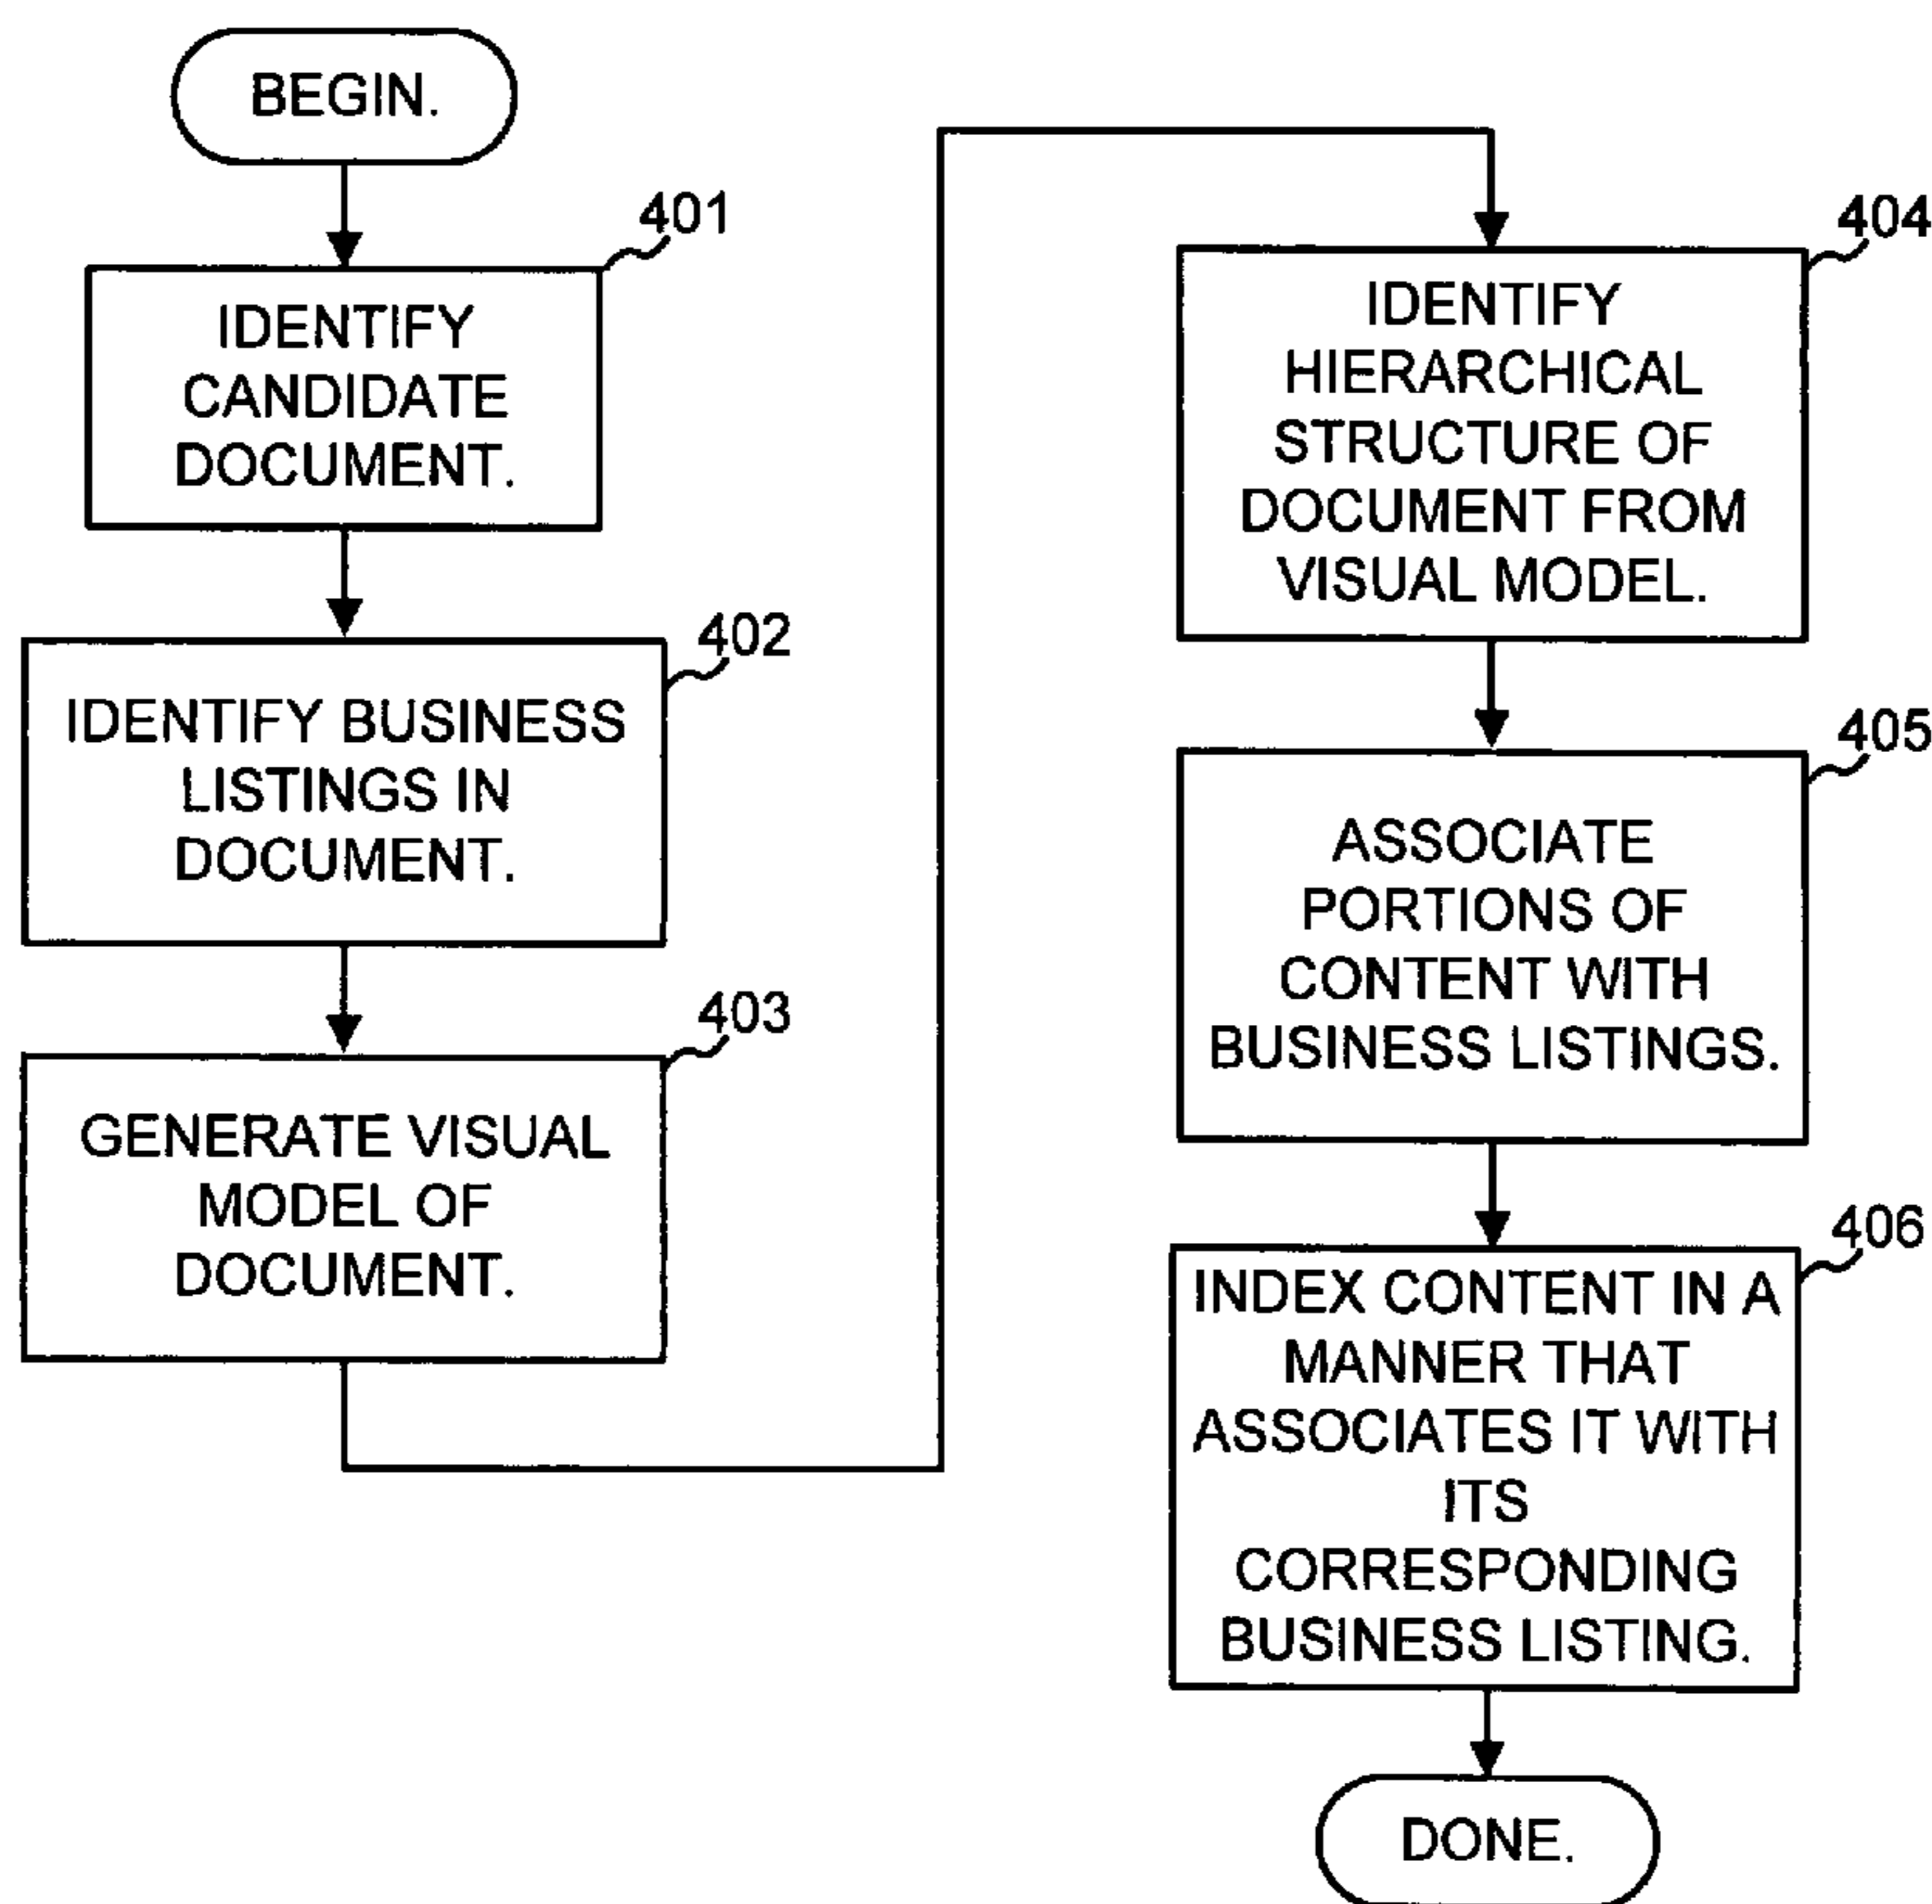 BEGIN.
401
IDENTIFY
CANDIDATE
DOCUMENT.
402
IDENTIFY BUSINESS
LISTINGS IN
DOCUMENT.
403
GENERATE VISUAL
MODEL OF
DOCUMENT.
404
IDENTIFY
HIERARCHICAL
STRUCTURE OF
DOCUMENT FROM
VISUAL MODEL.
405
ASSOCIATE
PORTIONS OF
CONTENT WITH
BUSINESS LISTINGS.
406
INDEX CONTENT IN A
MANNER THAT
ASSOCIATES IT WITH
ITS
CORRESPONDING
BUSINESS LISTING.
DONE.